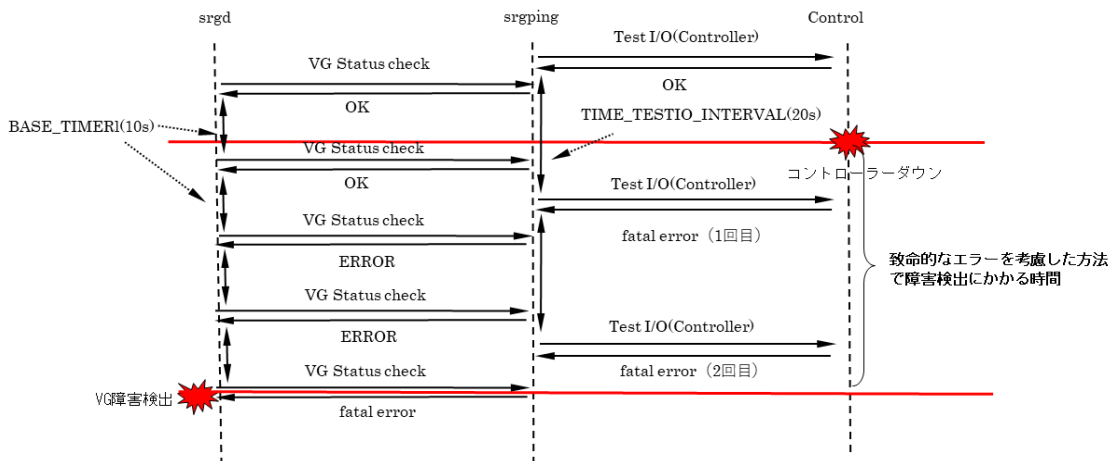 srgd
srgping
Control
Test I/O(Controller)
VG Status check
OK
OK
BASE_TIMERl(10s)
TIME_TESTIO_INTERVAL(20s)
VG Status check
コントローラーダウン
OK
Test I/O(Controller)
VG Status check
fatal error（1回目）
ERROR
致命的なエラーを考慮した方法
で障害検出にかかる時間
VG Status check
Test I/O(Controller)
ERROR
VG Status check
fatal error（2回目）
VG障害検出
fatal error